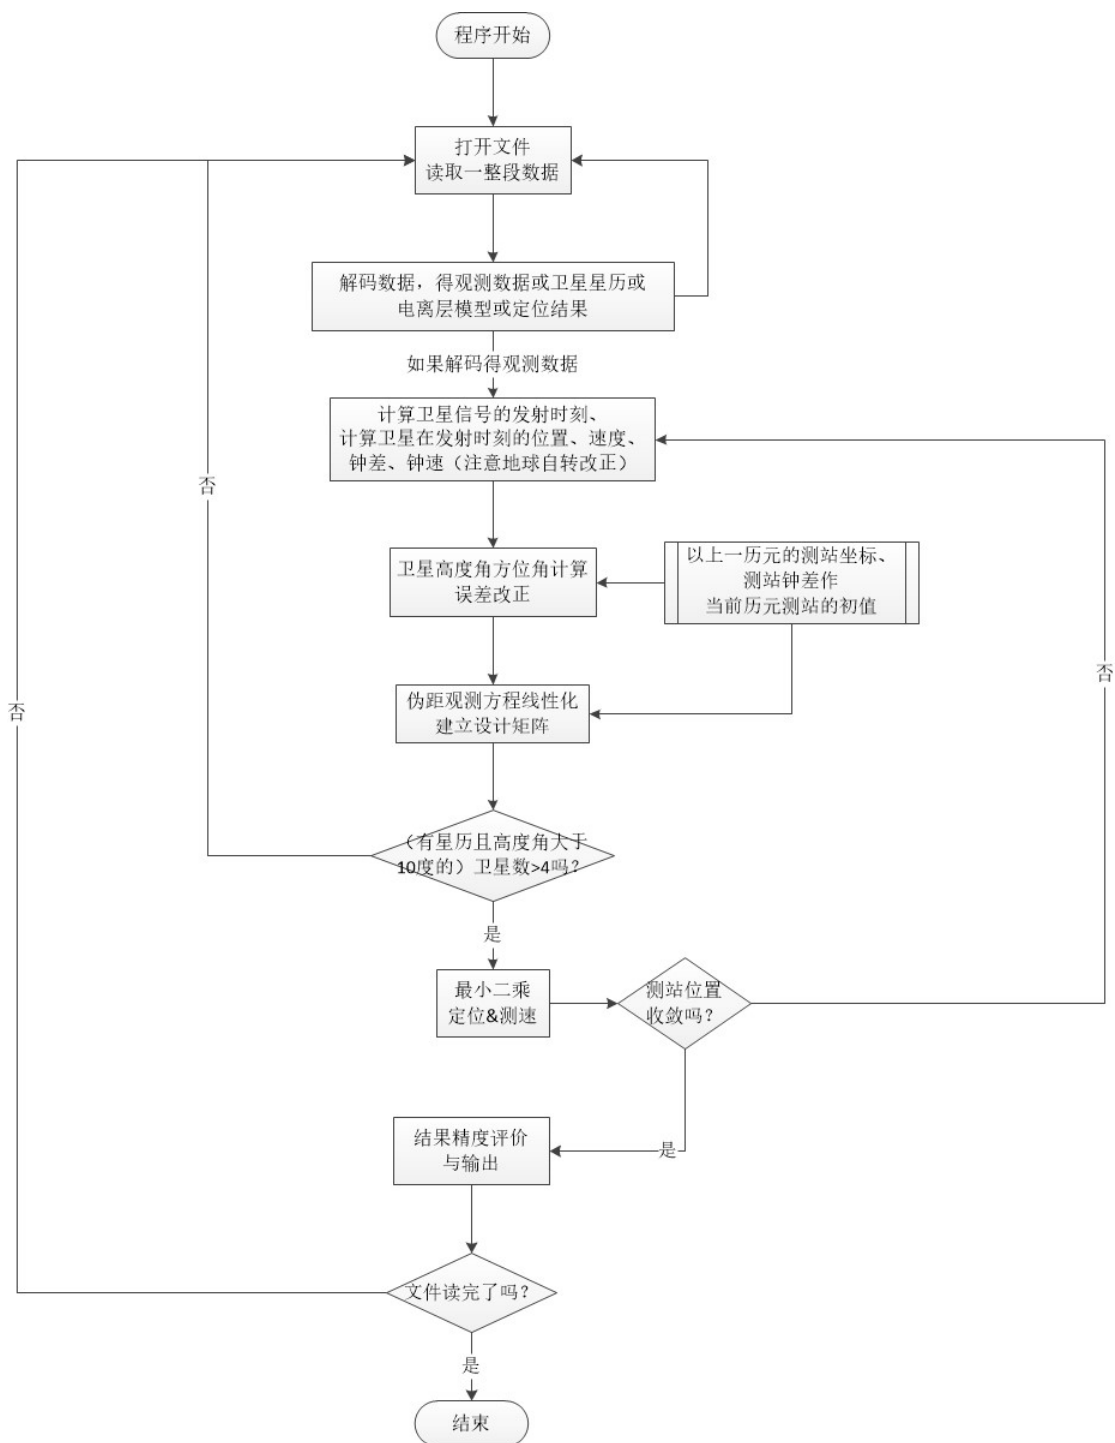 程序开始
打开文件
读取一整段数据
解码数据，得观测数据或卫星星历或
电离层模型或定位结果
如果解码得观测数据
计算卫星信号的发射时刻、
计算卫星在发射时刻的位置、速度、
钟差、钟速（注意地球自转改正）
否
卫星高度角方位角计算
误差改正
以上一历元的测站坐标、
测站钟差作
当前历元测站的初值
否
否
伪距观测方程线性化
建立设计矩阵
（有星历且高度角大于
10度的）卫星数>4吗？
是
最小二乘
定位&测速
测站位置
收敛吗？
结果精度评价
与输出
是
文件读完了吗？
是
结束